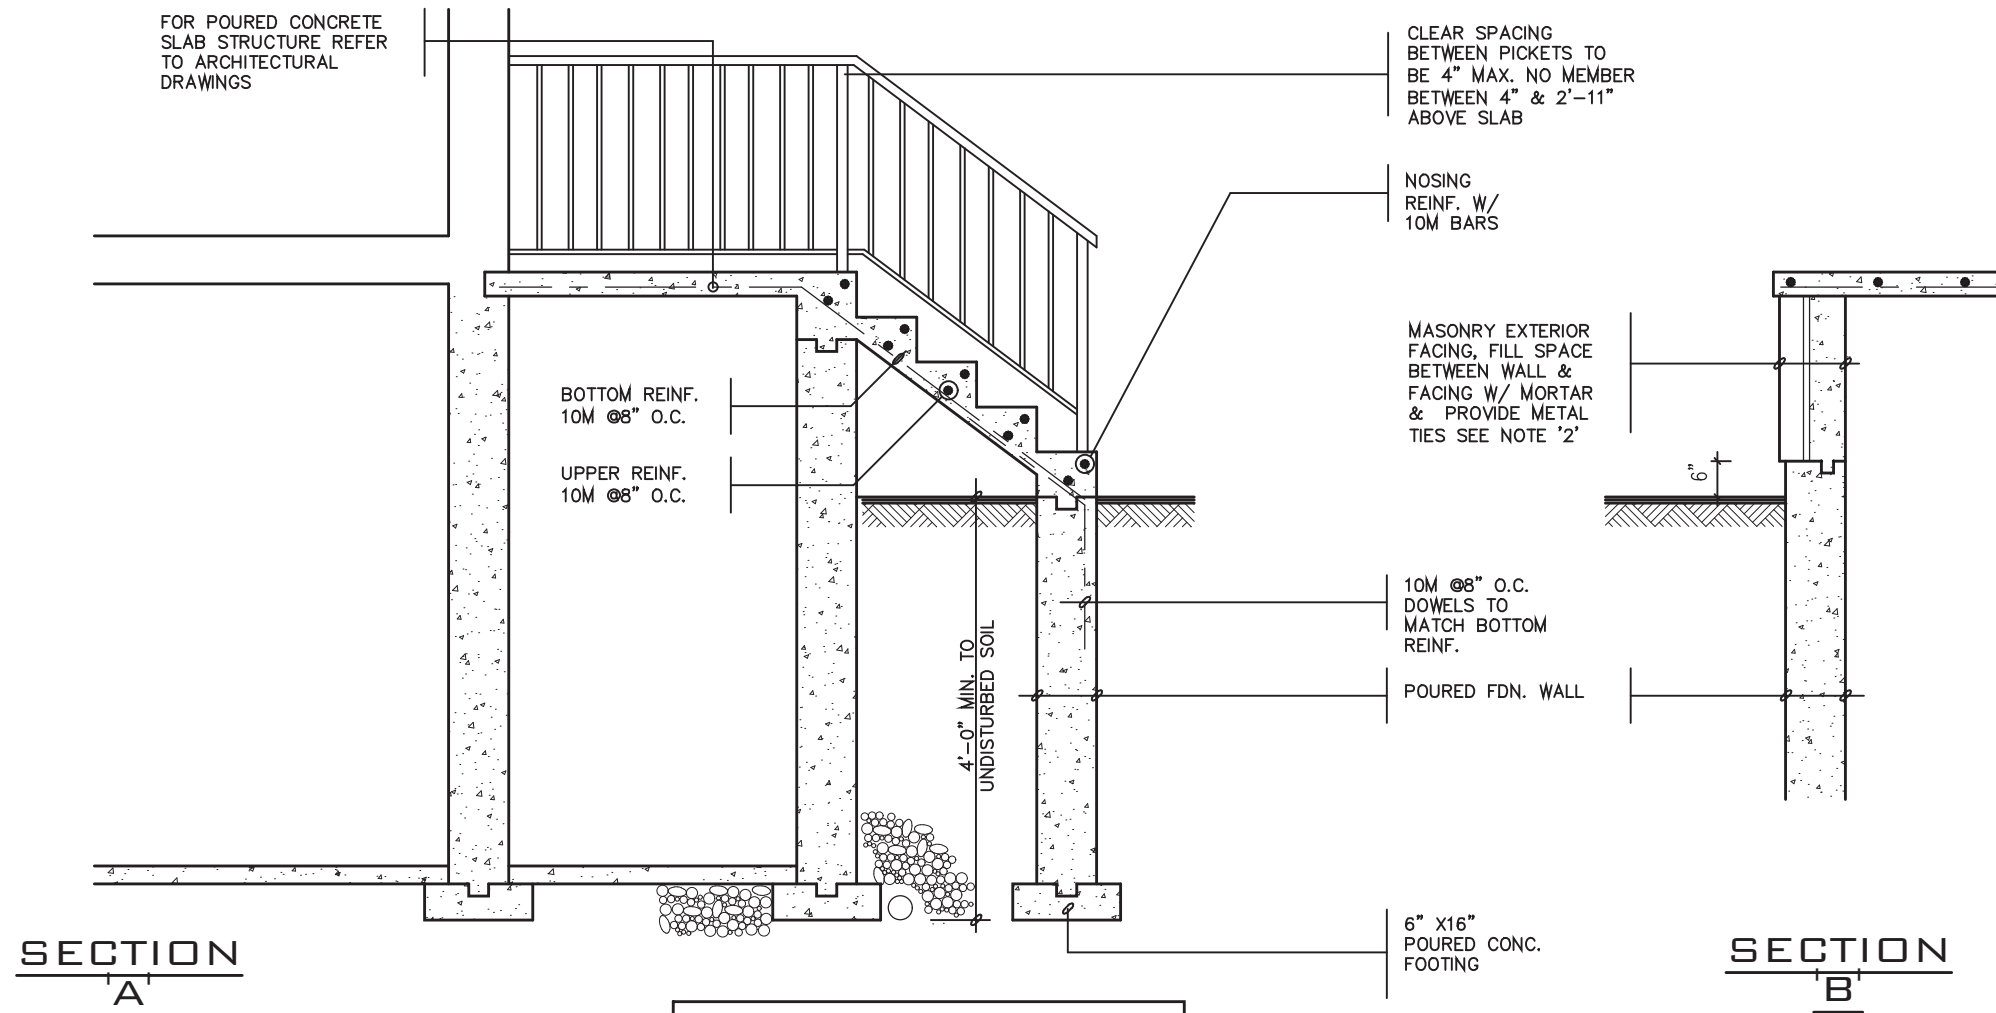 FOR POURED CONCRETE
SLAB STRUCTURE REFER
TO ARCHITECTURAL
DRAWINGS
CLEAR SPACING
BETWEEN PICKETS TO
BE 4" MAX. NO MEMBER
BETWEEN 4" & 2'-11"
ABOVE SLAB
NOSING
REINF. W/
10M BARS
MASONRY EXTERIOR
FACING, FILL SPACE
BETWEEN WALL &
FACING W/ MORTAR
& PROVIDE METAL
TIES SEE NOTE '2'
BOTTOM REINF.
10M @8" O.C.
UPPER REINF.
10M @8" O.C.
6"
10M @8" O.C.
DOWELS TO
MATCH BOTTOM
REINF.
4'-0" MIN. TO
UNDISTURBED SOIL
POURED FDN. WALL
6" X16"
POURED CONC.
FOOTING
SECTION
A
SECTION
B